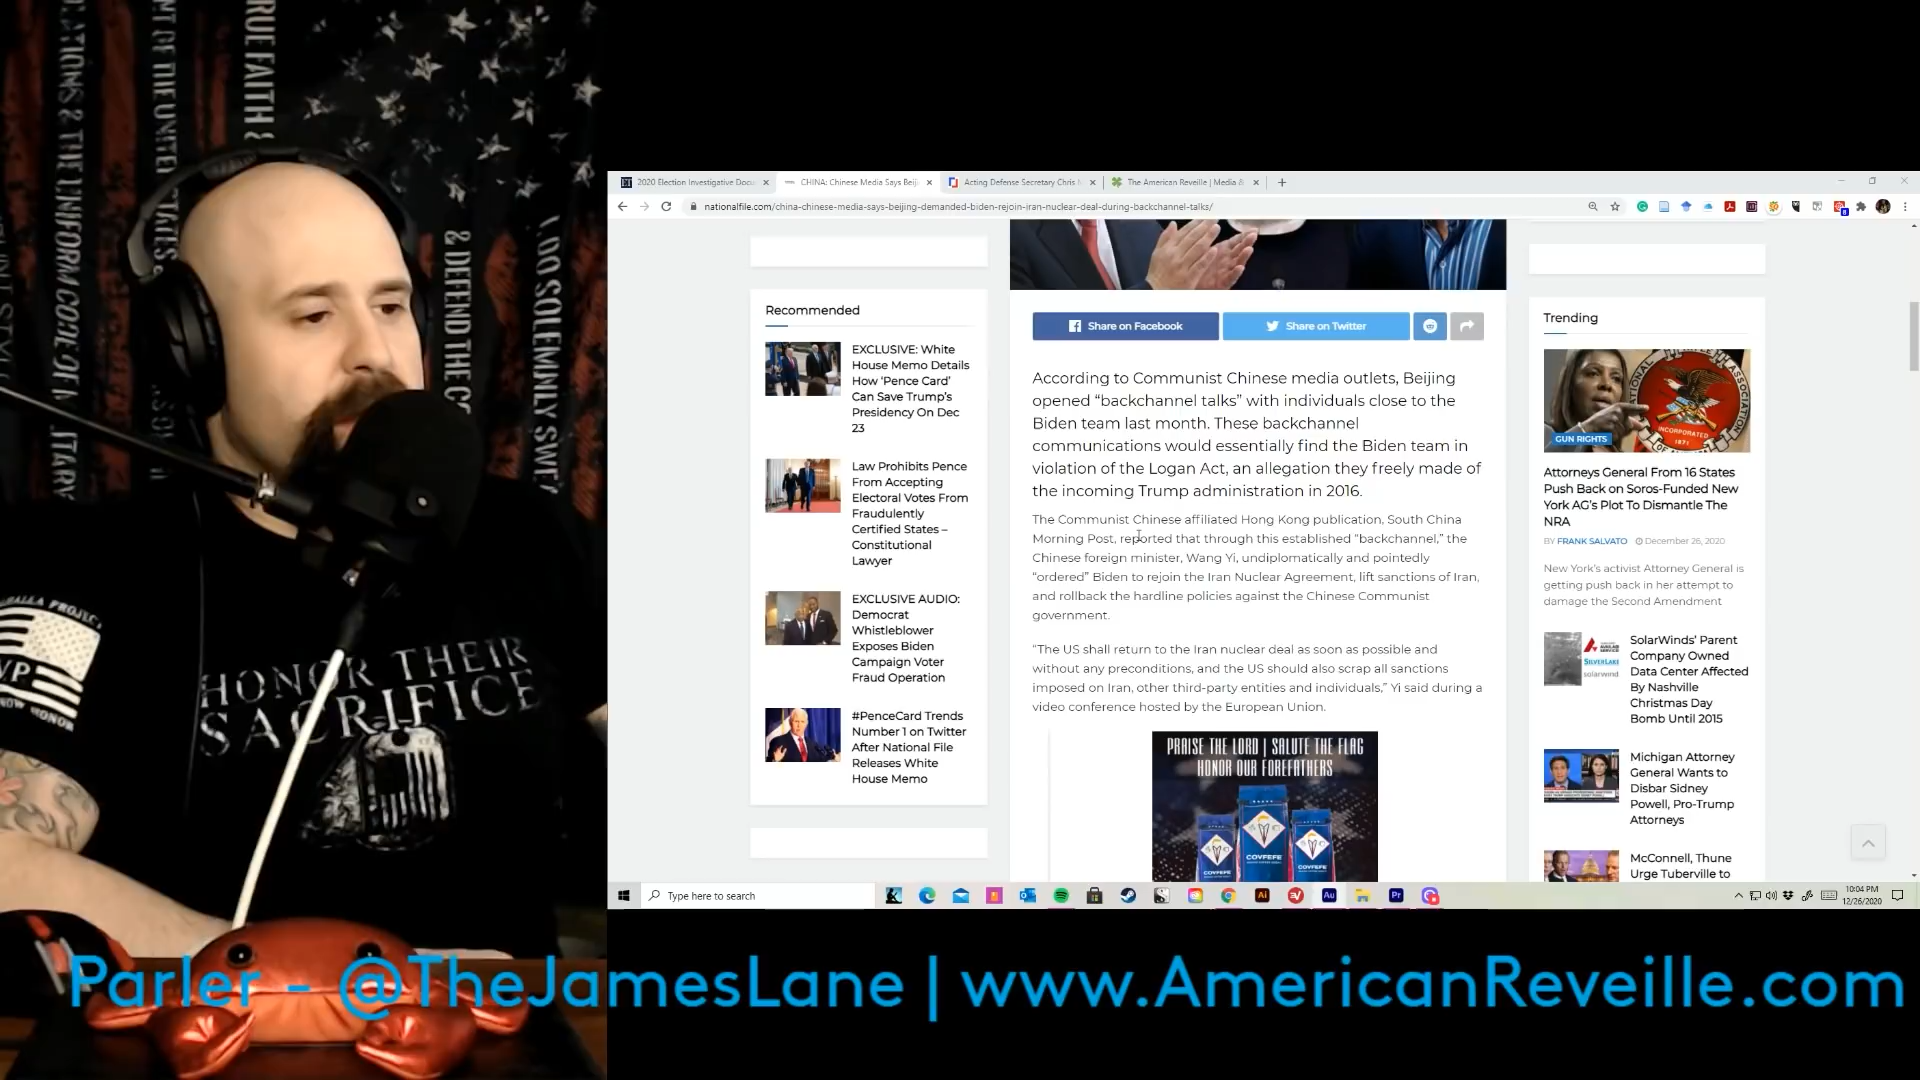 RUE FAITH &
& DEFEND THE CO
I, DO SOLEMNLY SWE
HONOR THEIR
SACRIFICE
2020 Election Investigative Docu
CHINA: Chinese Media Says Beij
Acting Defense Secretary Chris
The American Reveille | Media &
nationalfile.com/china-chinese-media-says-beijing-demanded-biden-rejoin-iran-nuclear-deal-during-backchannel-talks/
Recommended
EXCLUSIVE: White
House Memo Details
How ‘Pence Card’
Can Save Trump’s
Presidency On Dec
23
Law Prohibits Pence
From Accepting
Electoral Votes From
Fraudulently
Certified States –
Constitutional
Lawyer
EXCLUSIVE AUDIO:
Democrat
Whistleblower
Exposes Biden
Campaign Voter
Fraud Operation
#PenceCard Trends
Number 1 on Twitter
After National File
Releases White
House Memo
Share on Facebook
Share on Twitter
According to Communist Chinese media outlets, Beijing
opened “backchannel talks” with individuals close to the
Biden team last month. These backchannel
communications would essentially find the Biden team in
violation of the Logan Act, an allegation they freely made of
the incoming Trump administration in 2016.
The Communist Chinese affiliated Hong Kong publication, South China
Morning Post, reported that through this established “backchannel,” the
Chinese foreign minister, Wang Yi, undiplomatically and pointedly
“ordered” Biden to rejoin the Iran Nuclear Agreement, lift sanctions of Iran,
and rollback the hardline policies against the Chinese Communist
government.
“The US shall return to the Iran nuclear deal as soon as possible and
without any preconditions, and the US should also scrap all sanctions
imposed on Iran, other third-party entities and individuals,” Yi said during a
video conference hosted by the European Union.
PRAISE THE LORD | SALUTE THE FLAG
HONOR OUR FOREFATHERS
COVFEFE
COVFEFE
COVFEFE
Trending
INCORPORATED
1871
GUN RIGHTS
Attorneys General From 16 States
Push Back on Soros-Funded New
York AG’s Plot To Dismantle The
NRA
BY FRANK SALVATO December 26, 2020
New York’s activist Attorney General is
getting push back in her attempt to
damage the Second Amendment
SILVERLAKE
solarwinds
SolarWinds’ Parent
Company Owned
Data Center Affected
By Nashville
Christmas Day
Bomb Until 2015
Michigan Attorney
General Wants to
Disbar Sidney
Powell, Pro-Trump
Attorneys
McConnell, Thune
Urge Tuberville to
Type here to search
10:04 PM
12/26/2020
Parler - @TheJamesLane | www.AmericanReveille.com